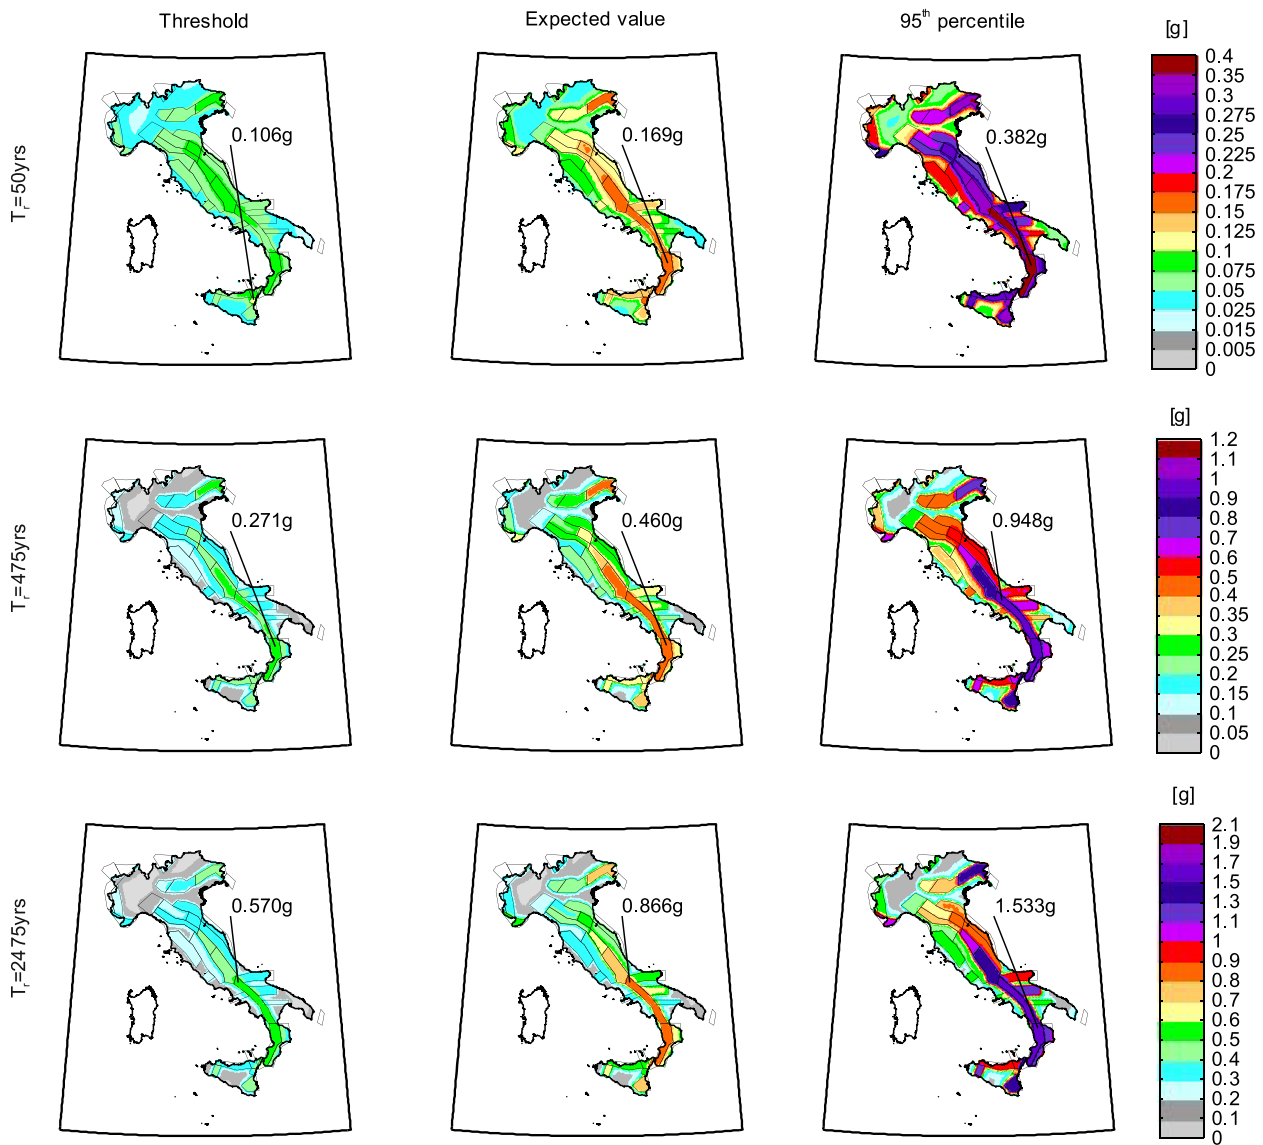 Threshold
Expected value
95th percentile
[g]
Tr=50yrs
0.106g
0.169g
0.382g
0.4
0.35
0.3
0.275
0.25
0.225
0.2
0.175
0.15
0.125
0.1
0.075
0.05
0.025
0.015
0.005
0
[g]
Tr=475yrs
0.271g
0.460g
0.948g
1.2
1.1
1
0.9
0.8
0.7
0.6
0.5
0.4
0.35
0.3
0.25
0.2
0.15
0.1
0.05
0
[g]
Tr=2475yrs
0.570g
0.866g
1.533g
2.1
1.9
1.7
1.5
1.3
1.1
1
0.9
0.8
0.7
0.6
0.5
0.4
0.3
0.2
0.1
0